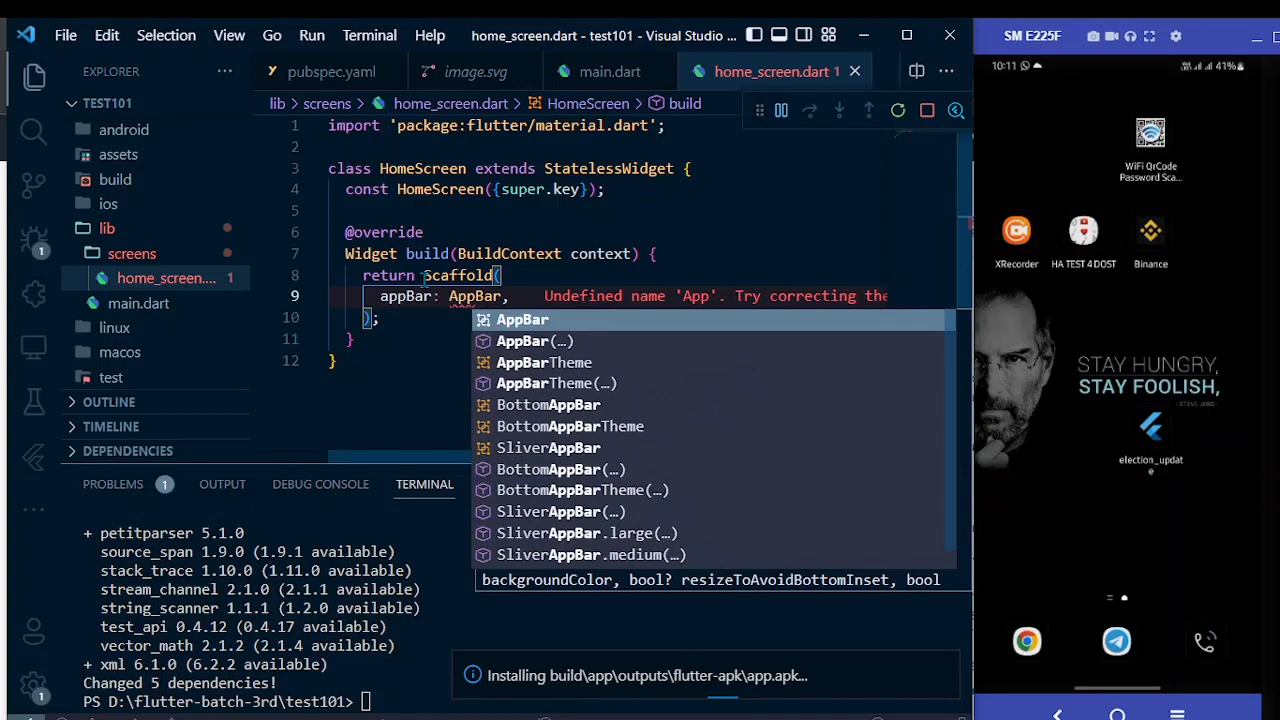 File Edit Selection View Go Run Terminal Help home_screen.dart - test101 - Visual Studio ...
SM E225F
EXPLORER
pubspec.yaml
image.svg
main.dart
home_screen.dart 1
TEST101
android
assets
build
ios
lib
screens
home_screen.... 1
main.dart
linux
macos
test
OUTLINE
TIMELINE
DEPENDENCIES
1
1
lib > screens > home_screen.dart > HomeScreen > build
1 import 'package:flutter/material.dart';
2
3 class HomeScreen extends StatelessWidget {
4 const HomeScreen({super.key});
5
6 @override
7 Widget build(BuildContext context) {
8 return Scaffold(
9 appBar: AppBar, Undefined name 'App'. Try correcting the
10 );
11 }
12 }
AppBar
AppBar(…)
AppBarTheme
AppBarTheme(…)
BottomAppBar
BottomAppBarTheme
SliverAppBar
BottomAppBar(…)
BottomAppBarTheme(…)
SliverAppBar(…)
SliverAppBar.large(…)
SliverAppBar.medium(…)
backgroundColor, bool? resizeToAvoidBottomInset, bool
PROBLEMS 1 OUTPUT DEBUG CONSOLE TERMINAL
+ petitparser 5.1.0
source_span 1.9.0 (1.9.1 available)
stack_trace 1.10.0 (1.11.0 available)
stream_channel 2.1.0 (2.1.1 available)
string_scanner 1.1.1 (1.2.0 available)
test_api 0.4.12 (0.4.17 available)
vector_math 2.1.2 (2.1.4 available)
+ xml 6.1.0 (6.2.2 available)
Changed 5 dependencies!
PS D:\flutter-batch-3rd\test101>
Installing build\app\outputs\flutter-apk\app.apk...
10:11
41%
WiFi QrCode
Password Sca...
XRecorder
HA TEST 4 DOST
Binance
STAY HUNGRY,
STAY FOOLISH,
-STEVE JOBS
election_updat
e